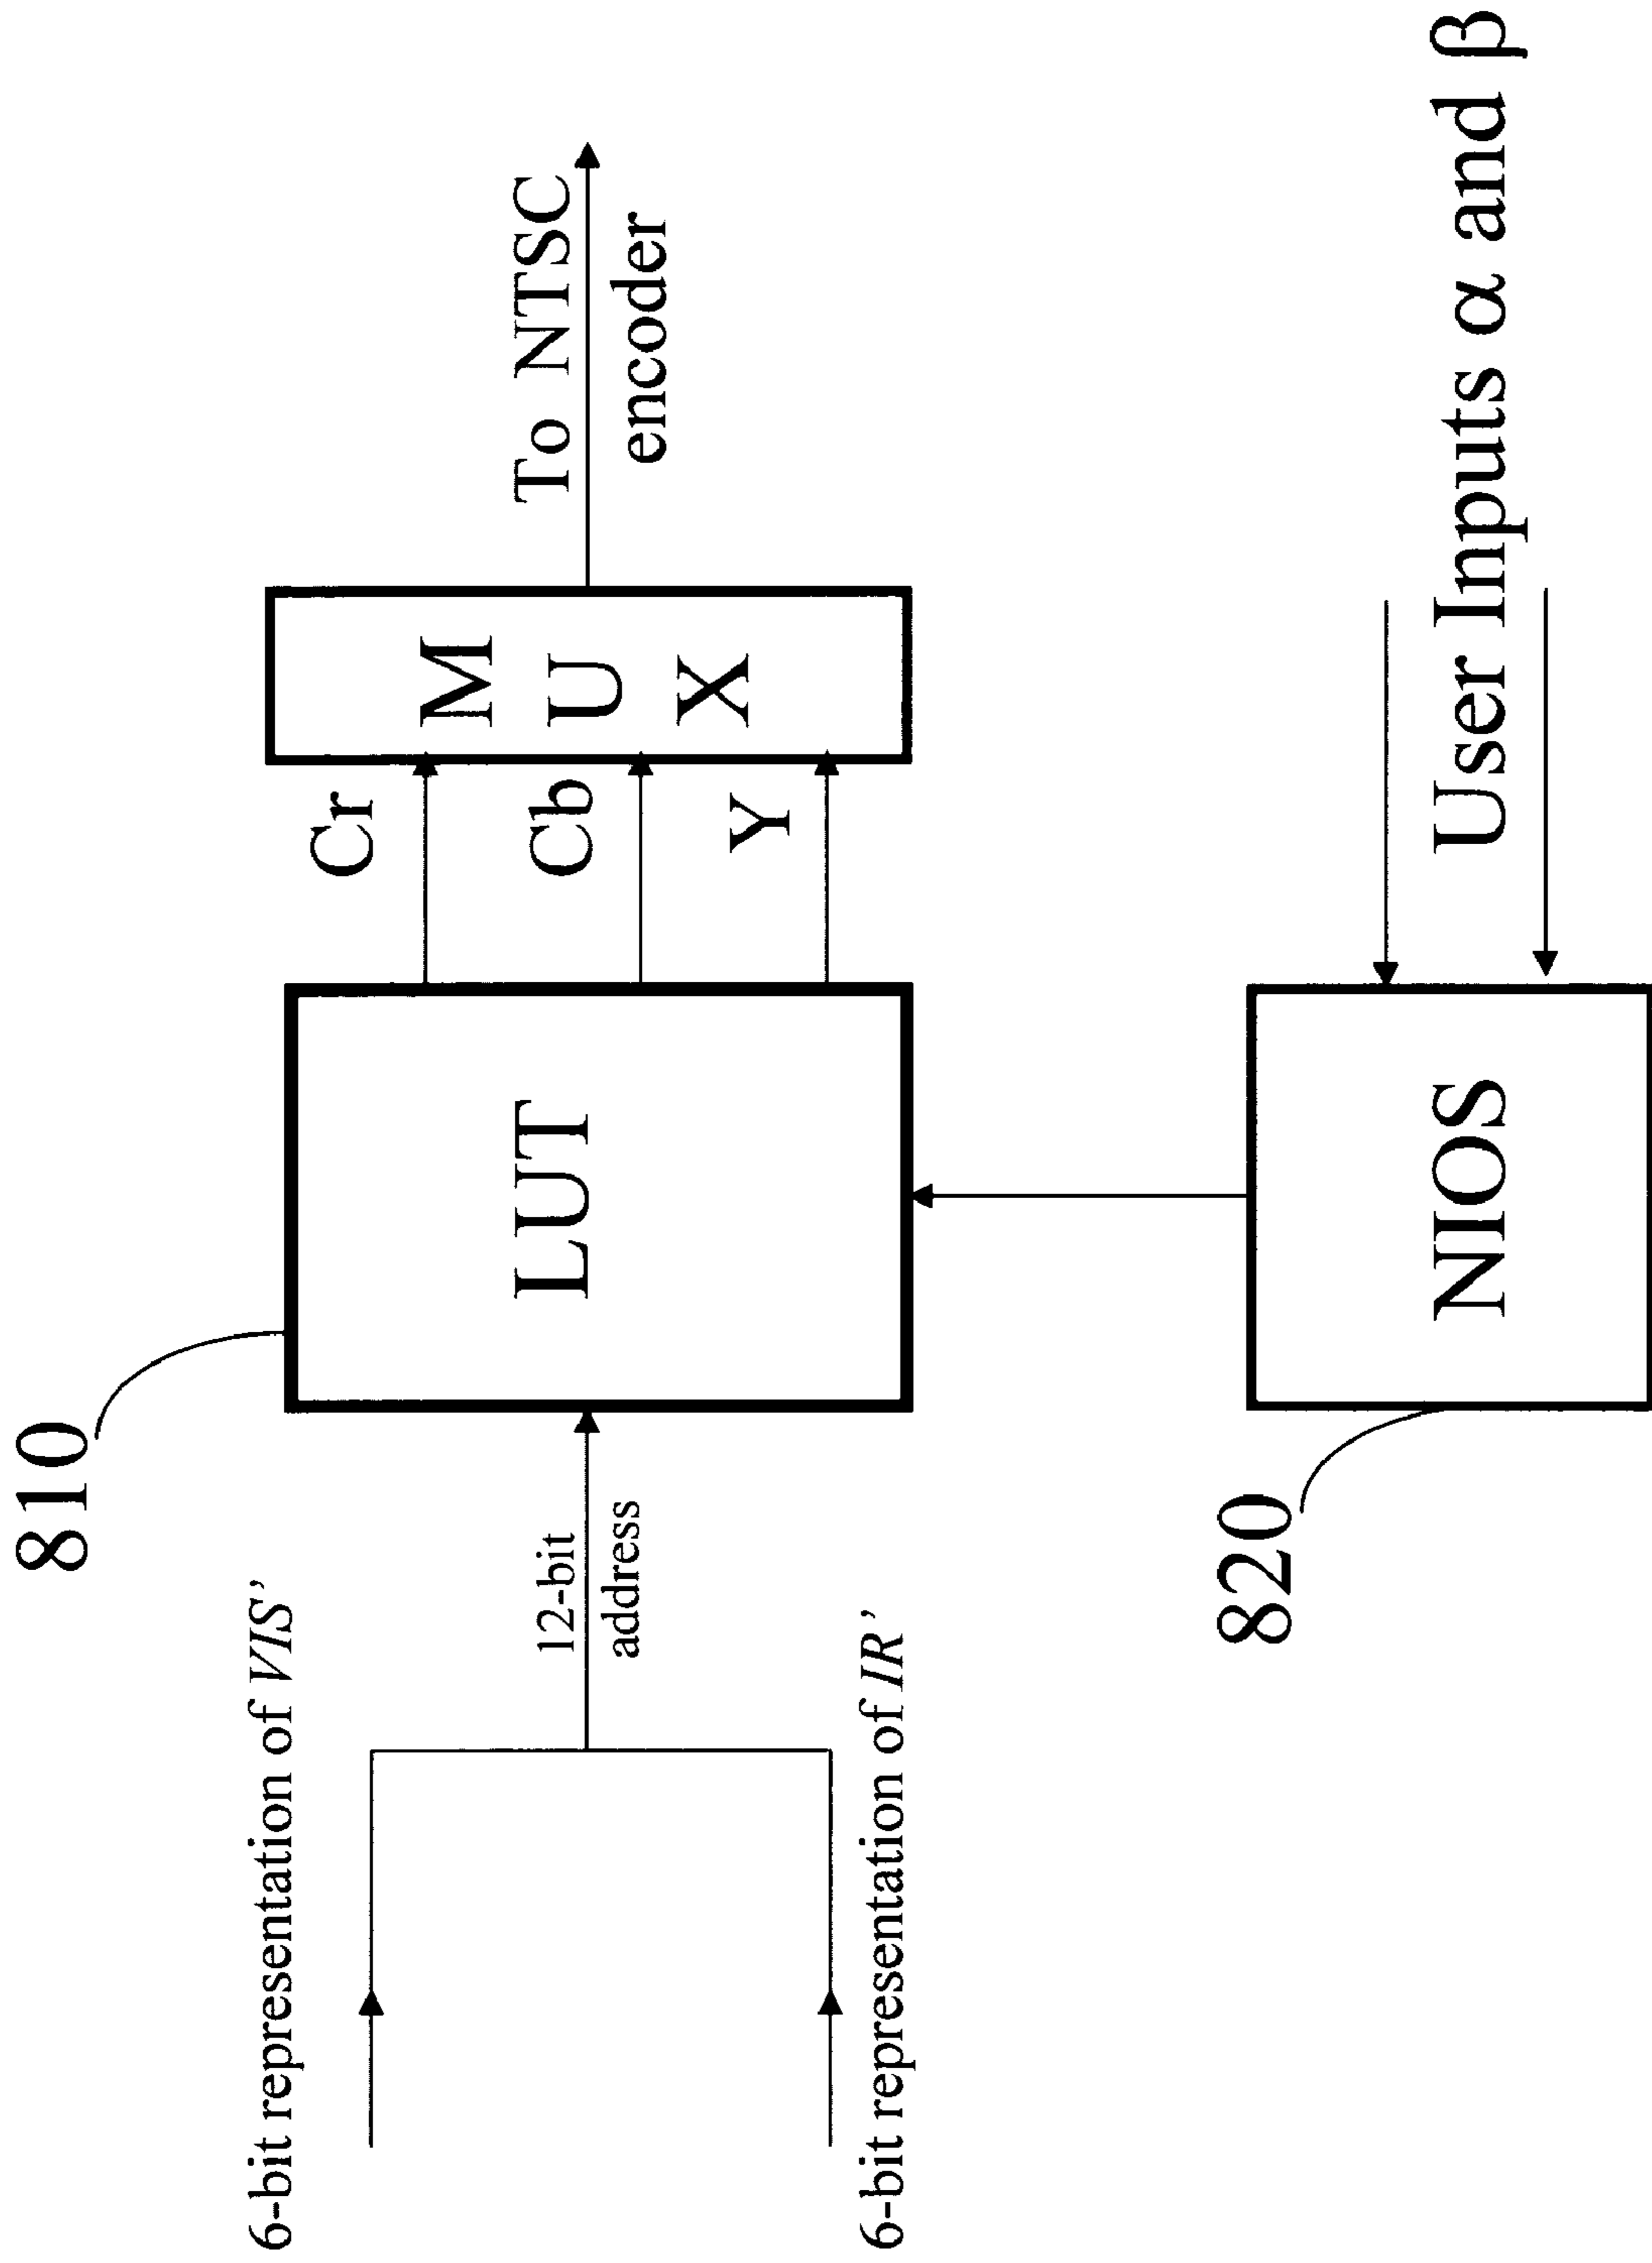 810
6-bit representation of VIS’
12-bit
address
6-bit representation of IR’
LUT
Cr
Cb
Y
M
U
X
To NTSC
encoder
820
NIOS
User Inputs α and β